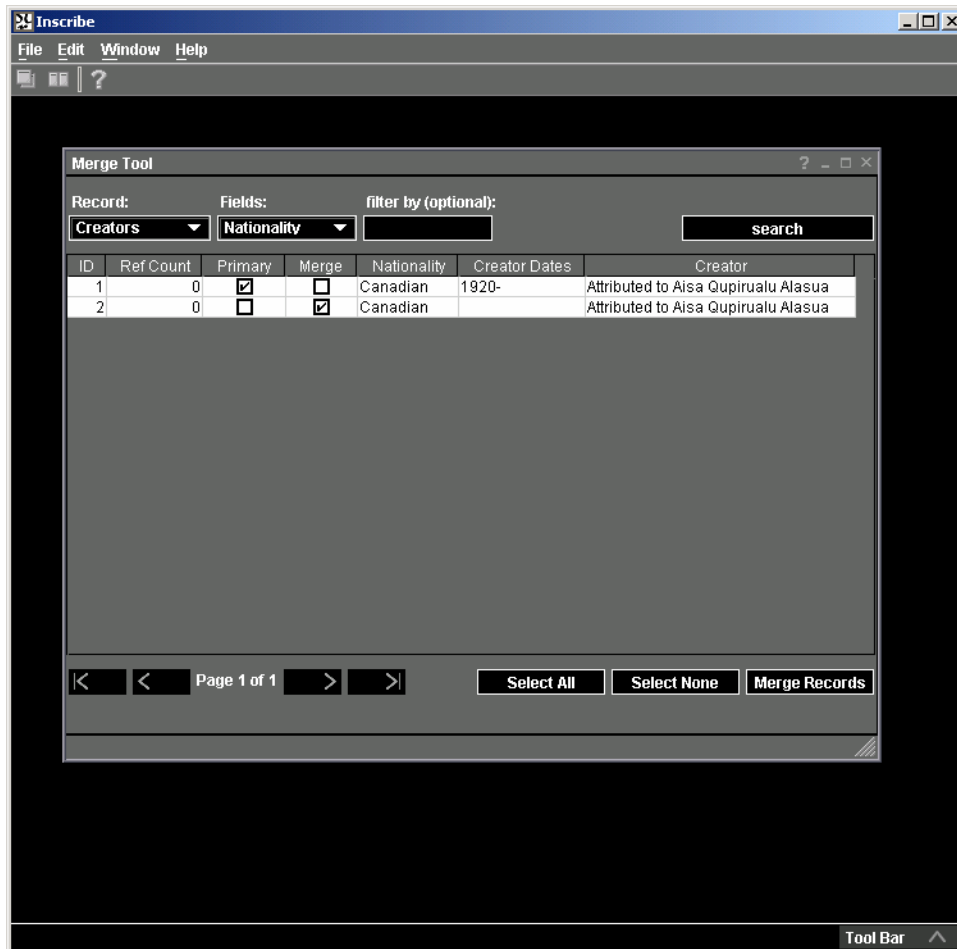 Inscribe
File Edit Window Help
?
Merge Tool
Record: Fields: filter by (optional):
Creators Nationality search
ID Ref Count Primary Merge Nationality Creator Dates Creator
1 0 Canadian 1920- Attributed to Aisa Qupirualu Alasua
2 0 Canadian Attributed to Aisa Qupirualu Alasua
Page 1 of 1 Select All Select None Merge Records
Tool Bar